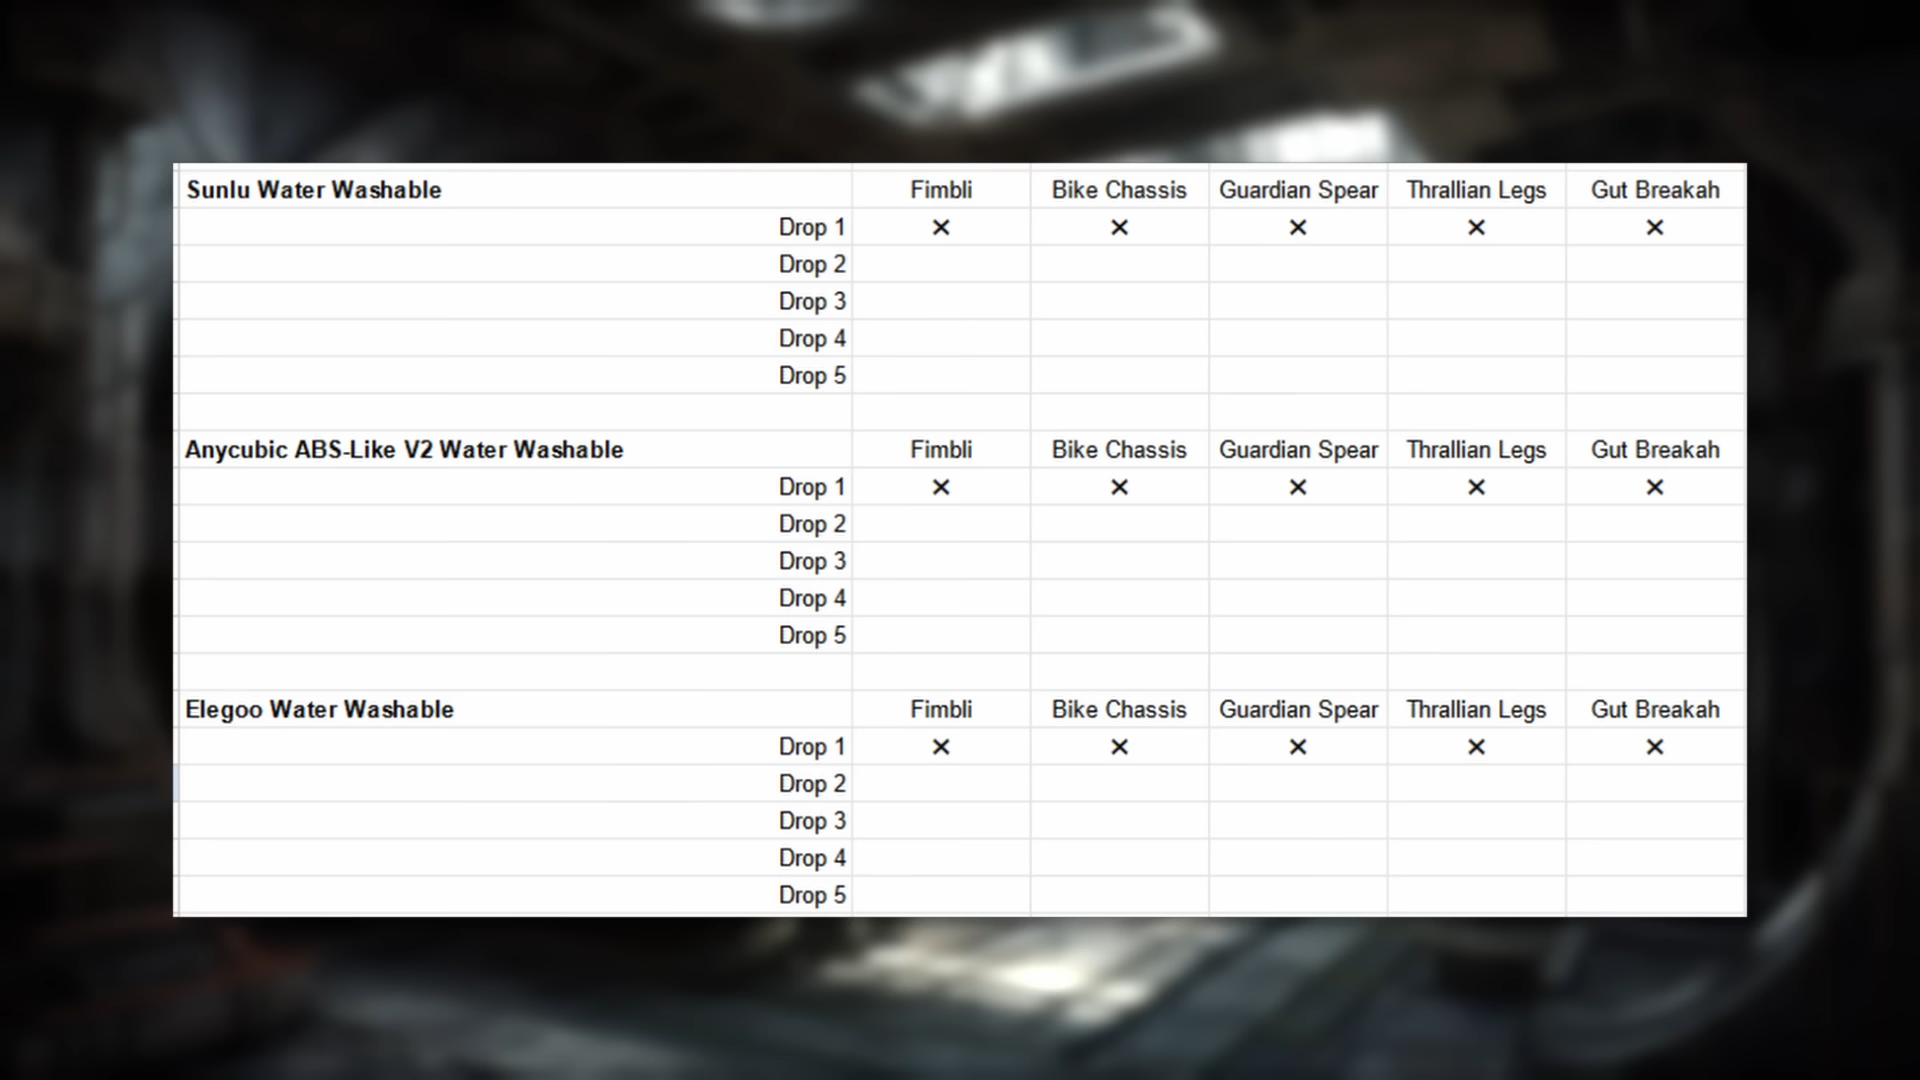 Sunlu Water Washable Fimbli Bike Chassis Guardian Spear Thrallian Legs Gut Breakah
Drop 1 ✕ ✕ ✕ ✕ ✕
Drop 2
Drop 3
Drop 4
Drop 5
Anycubic ABS-Like V2 Water Washable Fimbli Bike Chassis Guardian Spear Thrallian Legs Gut Breakah
Drop 1 ✕ ✕ ✕ ✕ ✕
Drop 2
Drop 3
Drop 4
Drop 5
Elegoo Water Washable Fimbli Bike Chassis Guardian Spear Thrallian Legs Gut Breakah
Drop 1 ✕ ✕ ✕ ✕ ✕
Drop 2
Drop 3
Drop 4
Drop 5